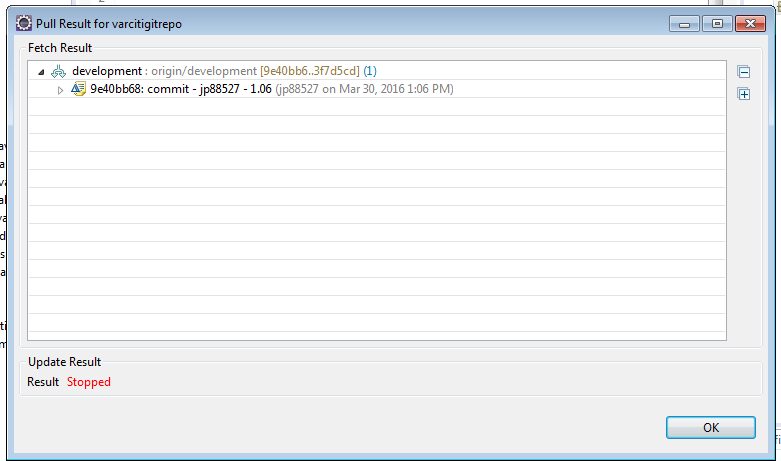 Pull Result for varcitigitrepo
Fetch Result
development : origin/development [9e40bb6..3f7d5cd] (1)
9e40bb68: commit - jp88527 - 1.06 (jp88527 on Mar 30, 2016 1:06 PM)
Update Result
Result Stopped
OK